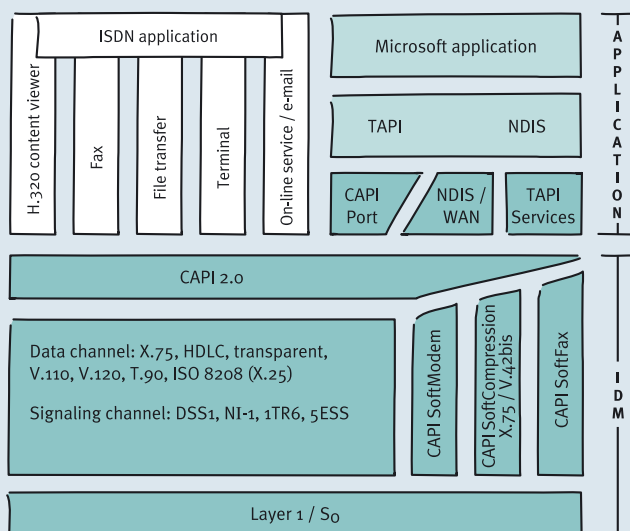 ISDN application
H.320 content viewer
Fax
File transfer
Terminal
On-line service / e-mail
Microsoft application
TAPI NDIS
CAPI
Port
NDIS /
WAN
TAPI
Services
APPLICATION
CAPI 2.0
Data channel: X.75, HDLC, transparent,
V.110, V.120, T.90, ISO 8208 (X.25)
Signaling channel: DSS1, NI-1, 1TR6, 5ESS
CAPI SoftModem
CAPI SoftCompression
X.75 / V.42bis
CAPI SoftFax
IDM
Layer 1 / S0